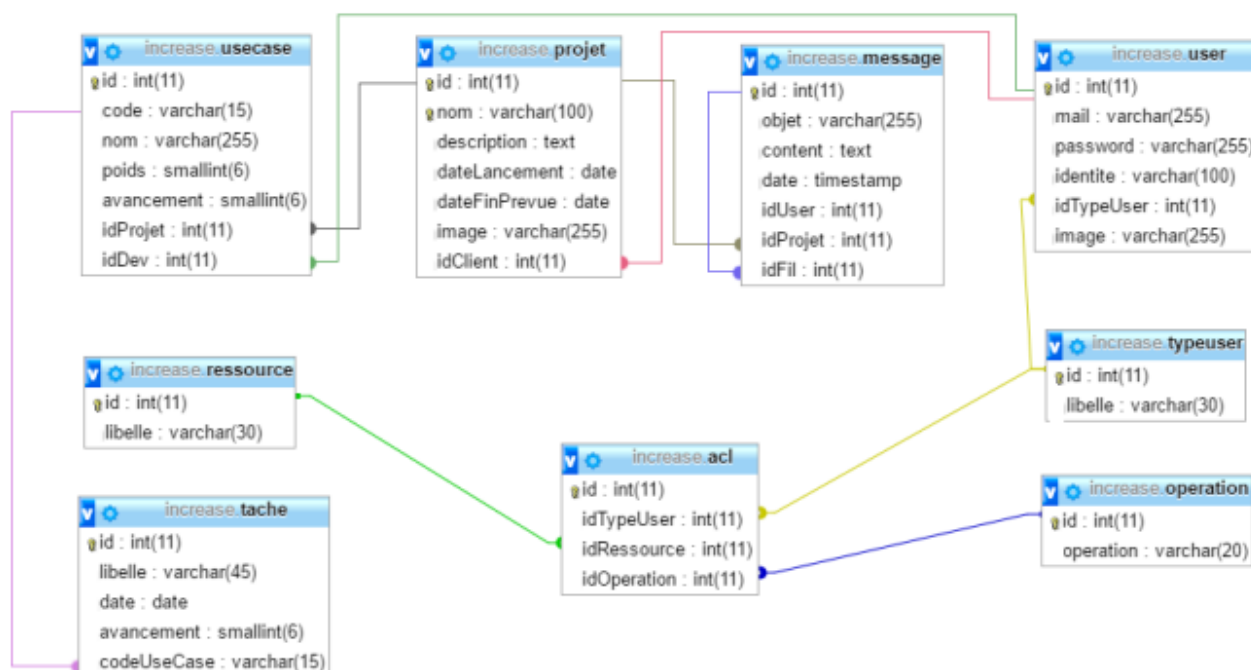 increase.usecase
id : int(11)
code : varchar(15)
nom : varchar(255)
poids : smallint(6)
avancement : smallint(6)
idProjet : int(11)
idDev : int(11)
increase.projet
id : int(11)
nom : varchar(100)
description : text
dateLancement : date
dateFinPrevue : date
image : varchar(255)
idClient : int(11)
increase.message
id : int(11)
objet : varchar(255)
content : text
date : timestamp
idUser : int(11)
idProjet : int(11)
idFil : int(11)
increase.user
id : int(11)
mail : varchar(255)
password : varchar(255)
identite : varchar(100)
idTypeUser : int(11)
image : varchar(255)
increase.ressource
id : int(11)
libelle : varchar(30)
increase.typeuser
id : int(11)
libelle : varchar(30)
increase.acl
id : int(11)
idTypeUser : int(11)
idRessource : int(11)
idOperation : int(11)
increase.operation
id : int(11)
operation : varchar(20)
increase.tache
id : int(11)
libelle : varchar(45)
date : date
avancement : smallint(6)
codeUseCase : varchar(15)